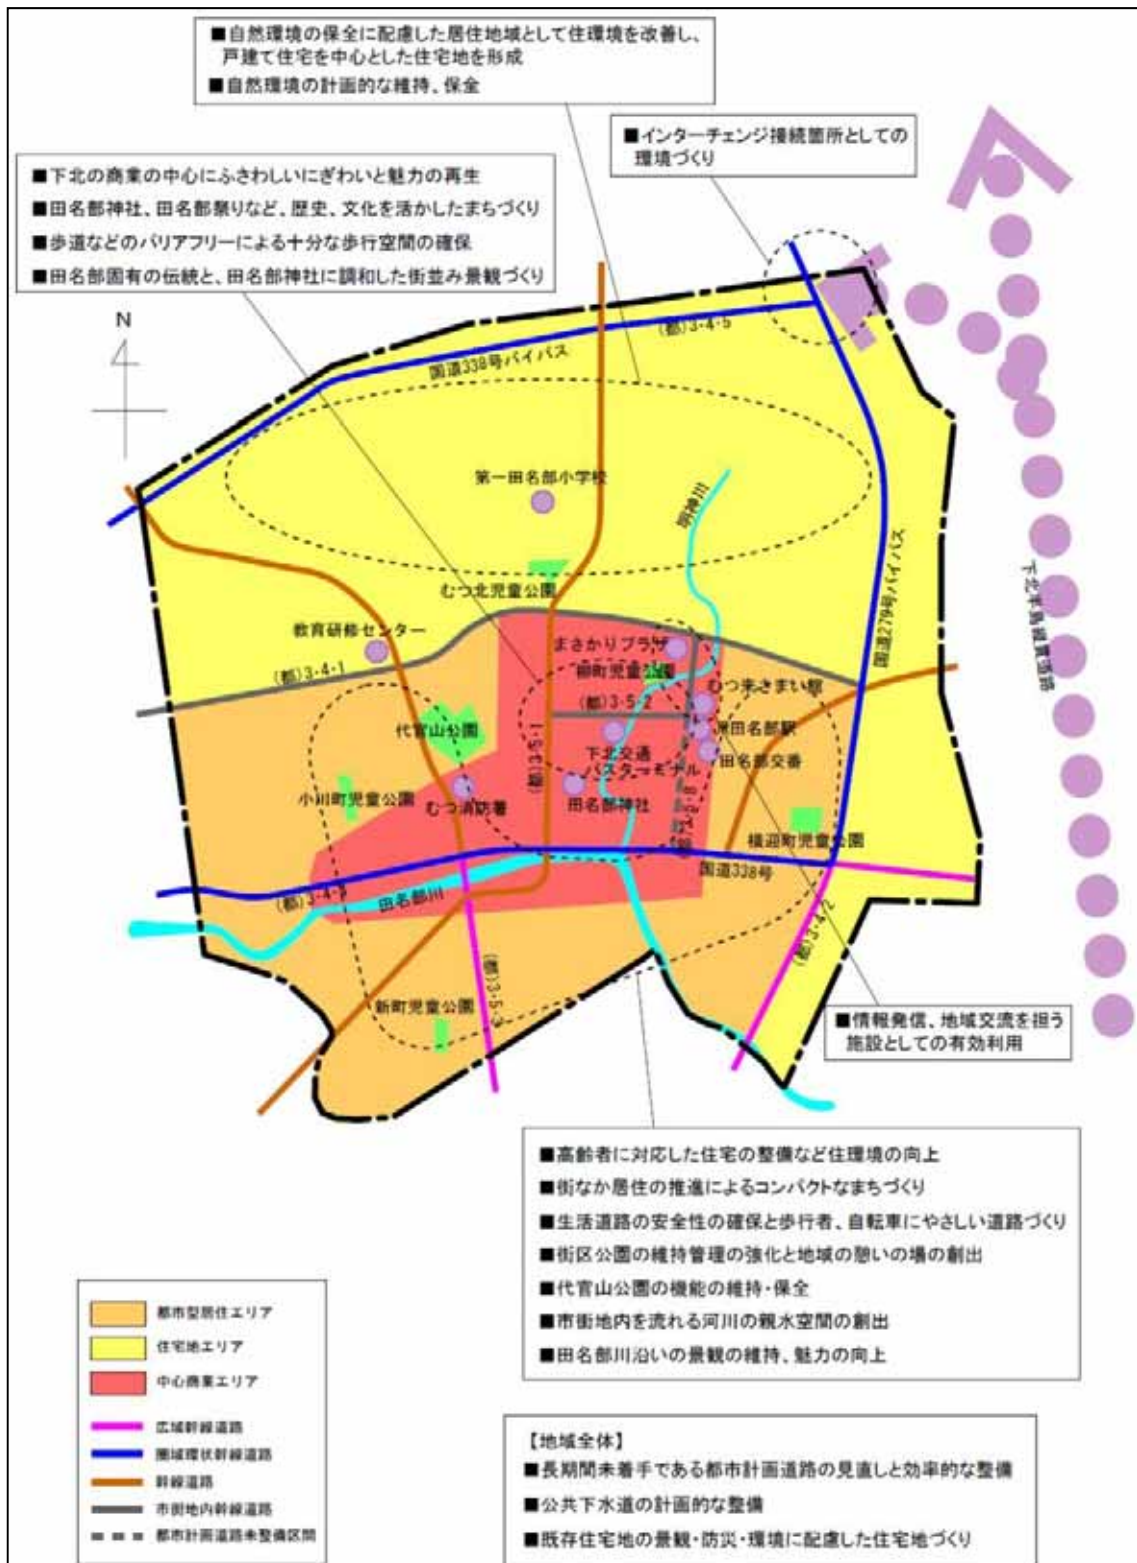 ■自然環境の保全に配慮した居住地域として住環境を改善し、
戸建て住宅を中心とした住宅地を形成
■自然環境の計画的な維持、保全
■インターチェンジ接続箇所としての
環境づくり
■下北の商業の中心にふさわしいにぎわいと魅力の再生
■田名部神社、田名部祭りなど、歴史、文化を活かしたまちづくり
■歩道などのバリアフリーによる十分な歩行空間の確保
■田名部固有の伝統と、田名部神社に調和した街並み景観づくり
N
(都)3・4・5
国道338号バイパス
第一田名部小学校
明神川
むつ北児童公園
国道279号バイパス
下北半島縦貫道路
教育研修センター
まさかりプラザ
(都)3・4・1
柳町児童公園
むつ来さまい館
(都)3・5・2
代官山公園
(都)3・5・1
旧田名部駅
下北交通
バスターミナル
田名部交番
小川町児童公園
むつ消防署
田名部神社
横迎町児童公園
国道338号
(都)3・4・3
田名部川
(都)3・4・2
(都)3・5・3
新町児童公園
■情報発信、地域交流を担う
施設としての有効利用
■高齢者に対応した住宅の整備など住環境の向上
■街なか居住の推進によるコンパクトなまちづくり
■生活道路の安全性の確保と歩行者、自転車にやさしい道路づくり
■街区公園の維持管理の強化と地域の憩いの場の創出
■代官山公園の機能の維持・保全
■市街地内を流れる河川の親水空間の創出
■田名部川沿いの景観の維持、魅力の向上
都市型居住エリア
住宅地エリア
中心商業エリア
広域幹線道路
圏域環状幹線道路
幹線道路
市街地内幹線道路
都市計画道路未整備区間
【地域全体】
■長期間未着手である都市計画道路の見直しと効率的な整備
■公共下水道の計画的な整備
■既存住宅地の景観・防災・環境に配慮した住宅地づくり